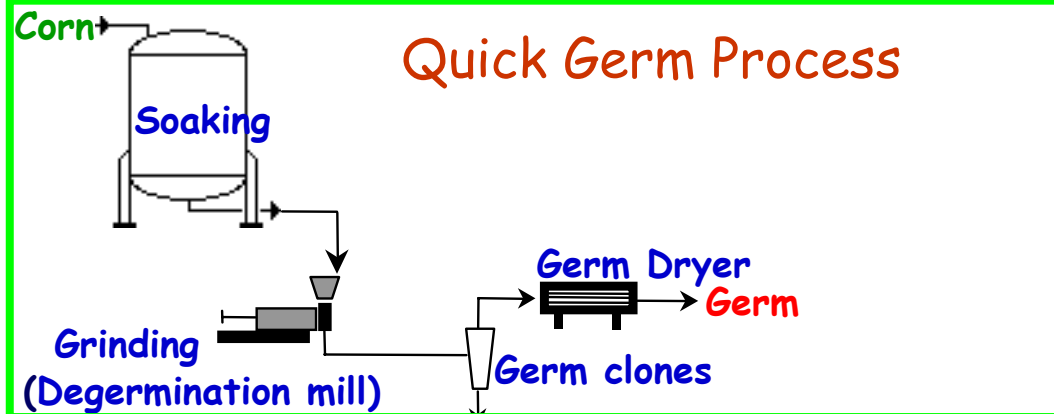 Corn
Quick Germ Process
Soaking
Germ Dryer
Germ
Grinding
(Degermination mill)
Germ clones